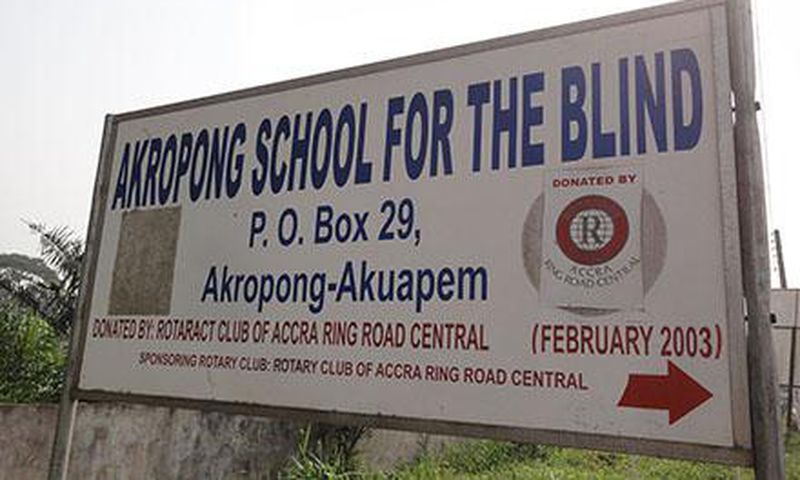 AKROPONG SCHOOL FOR THE BLIND
P. O. Box 29,
Akropong-Akuapem
DONATED BY
R
ACCRA
RING ROAD CENTRAL
DONATED BY: ROTARACT CLUB OF ACCRA RING ROAD CENTRAL (FEBRUARY 2003)
SPONSORING ROTARY CLUB: ROTARY CLUB OF ACCRA RING ROAD CENTRAL